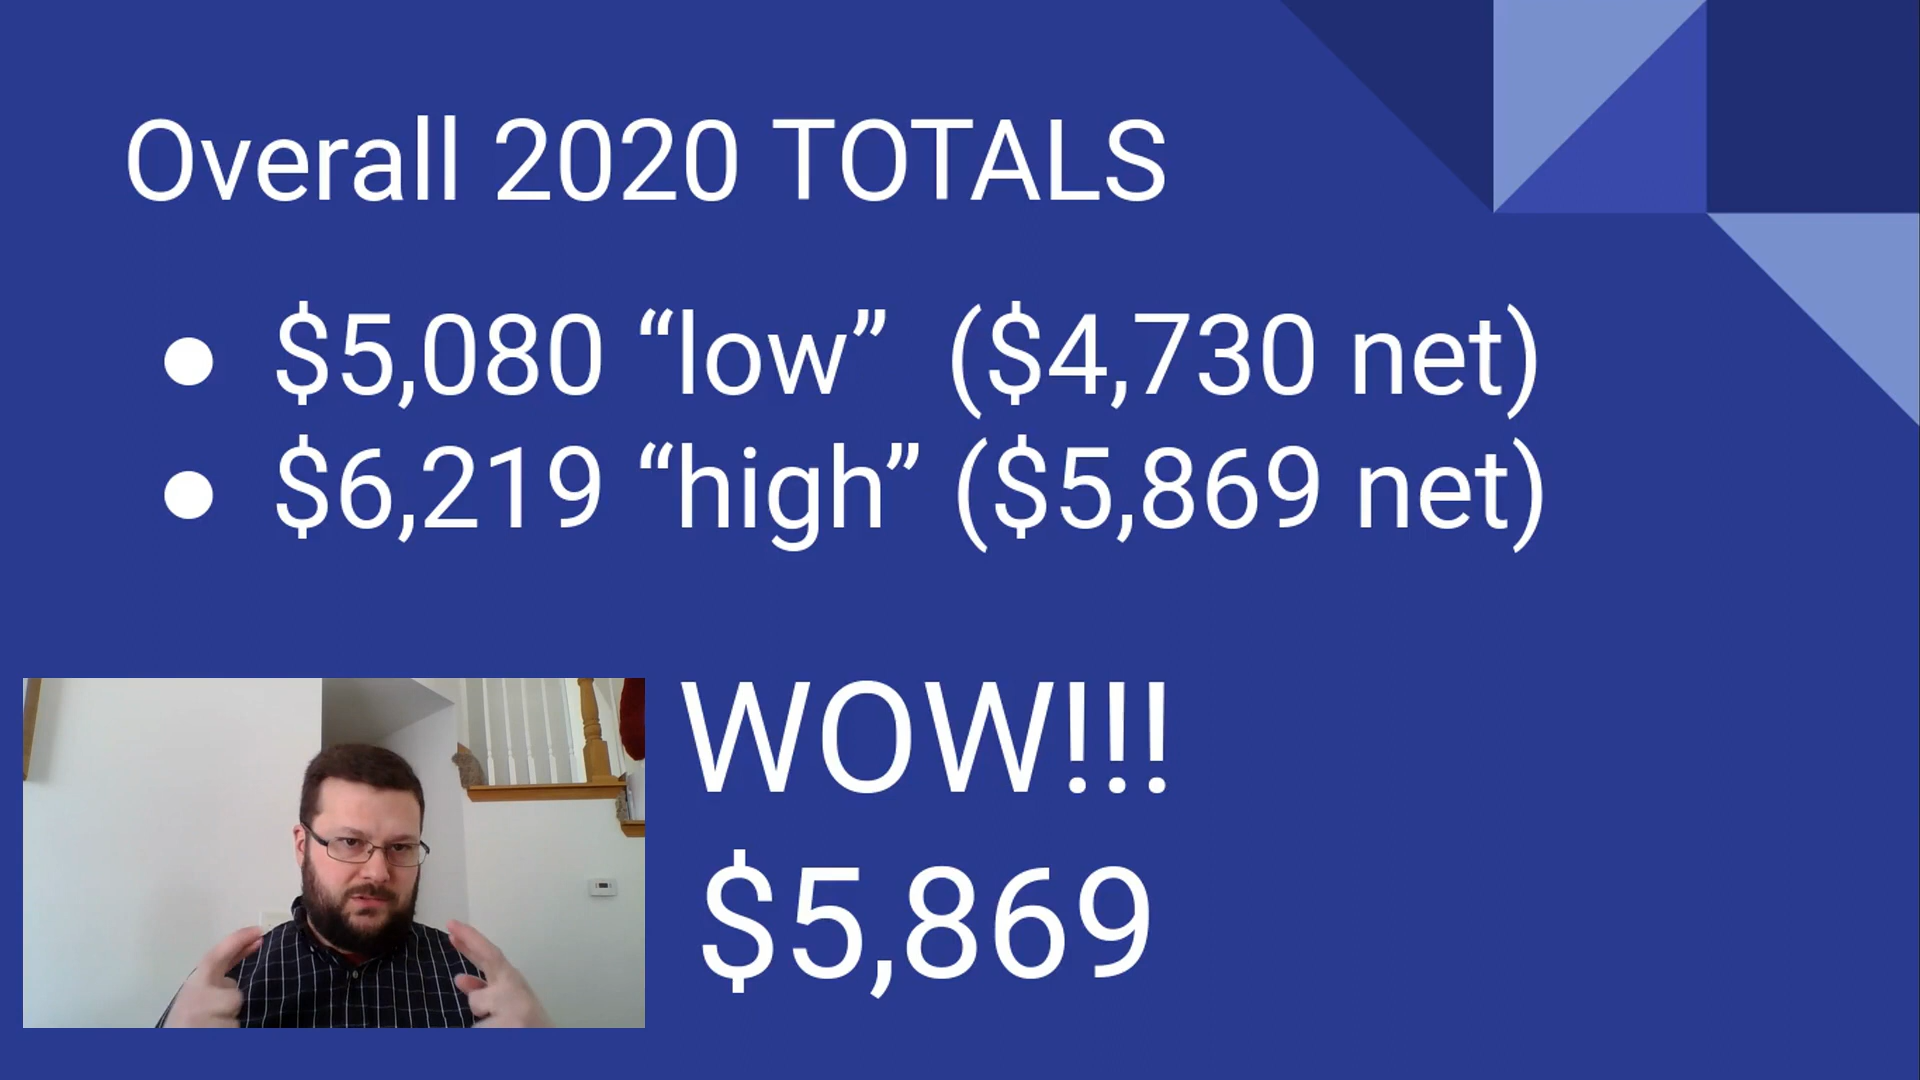 Overall 2020 TOTALS
● $5,080 “low” ($4,730 net)
● $6,219 “high” ($5,869 net)
WOW!!!
$5,869